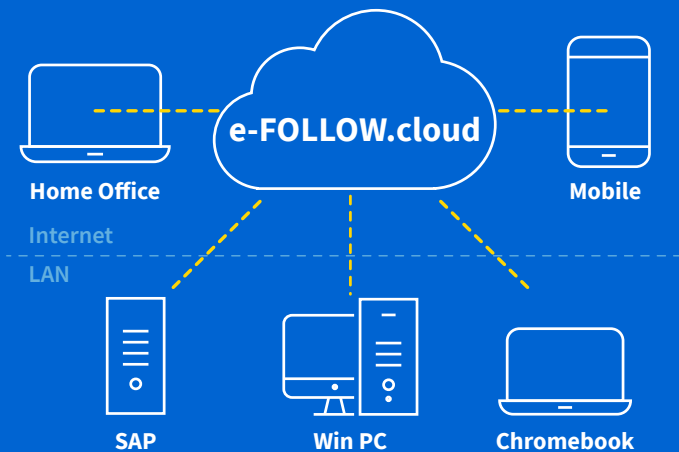 e-FOLLOW.cloud
Home Office
Mobile
Internet
LAN
SAP
Win PC
Chromebook